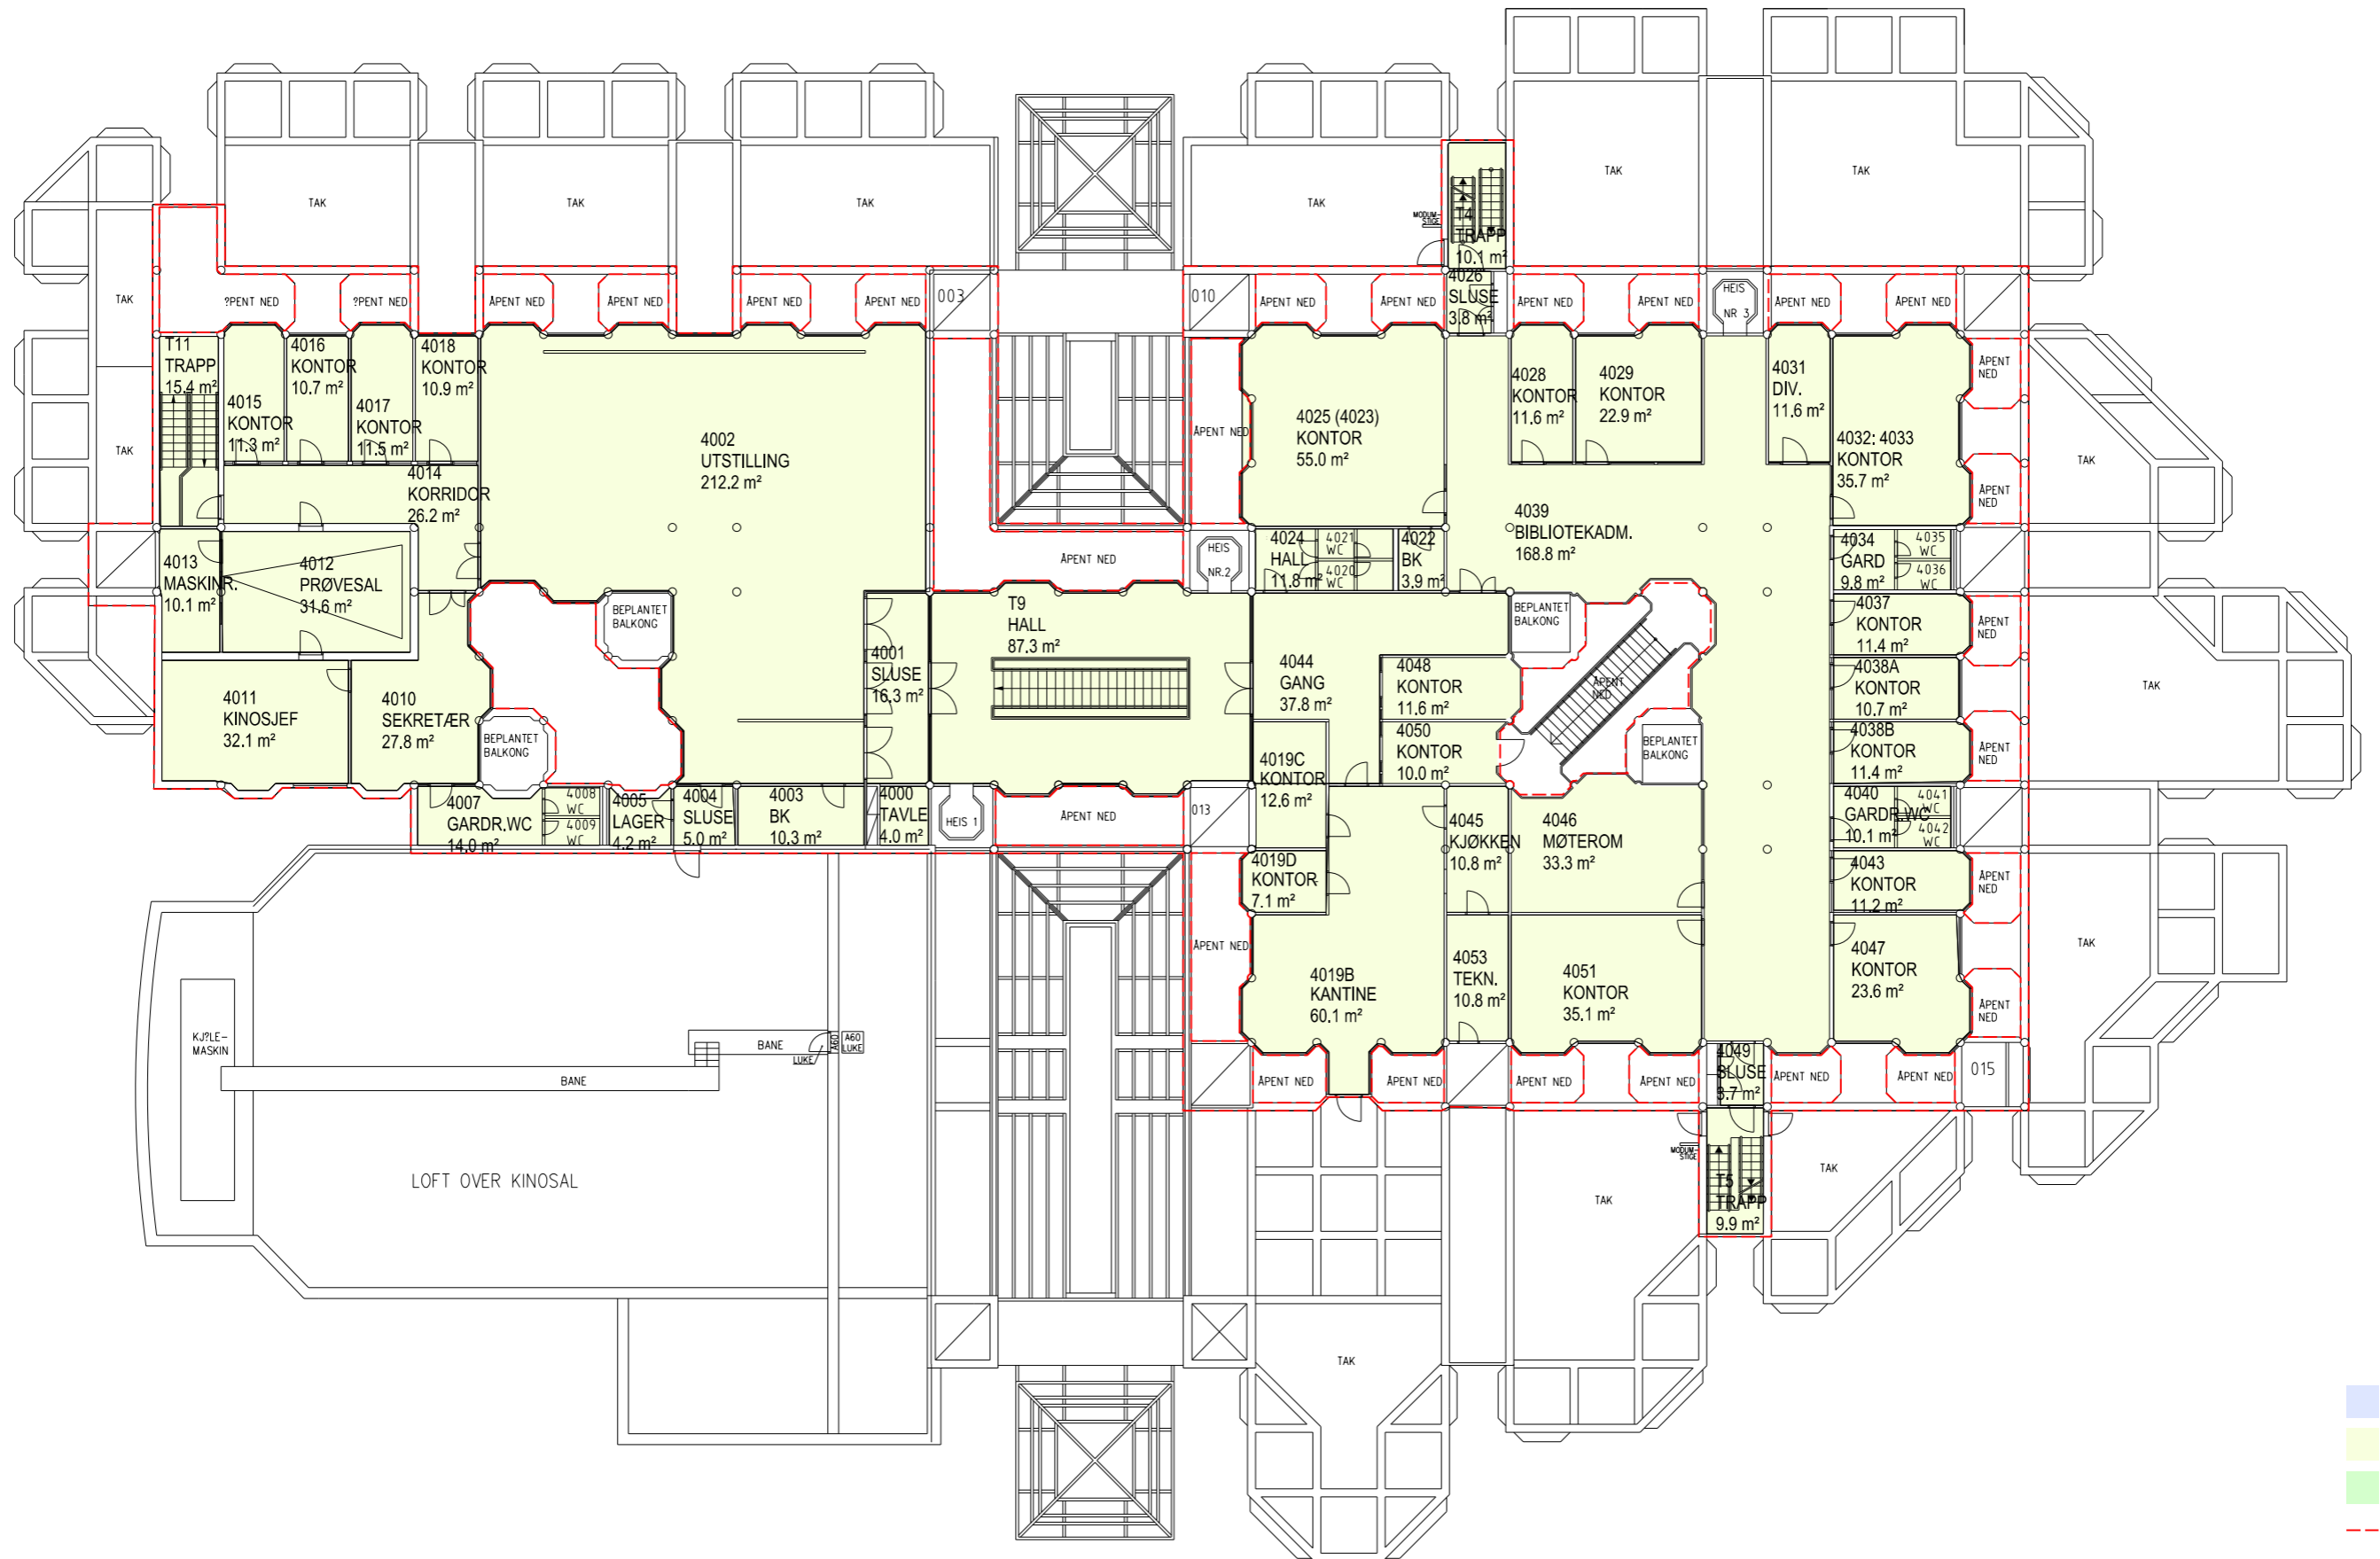 TAK
TAK
TAK
TAK
TAK
TAK
MODUM-
STIGE
T4
TRAPP
10.1 m²
4026
SLUSE
3.8 m²
TAK
?PENT NED
?PENT NED
ÅPENT NED
ÅPENT NED
ÅPENT NED
ÅPENT NED
003
010
ÅPENT NED
ÅPENT NED
ÅPENT NED
ÅPENT NED
HEIS
NR 3
ÅPENT NED
ÅPENT NED
T11
TRAPP
15.4 m²
4015
KONTOR
11.3 m²
4016
KONTOR
10.7 m²
4017
KONTOR
11.5 m²
4018
KONTOR
10.9 m²
TAK
4014
KORRIDOR
26.2 m²
4002
UTSTILLING
212.2 m²
ÅPENT NED
4025 (4023)
KONTOR
55.0 m²
4028
KONTOR
11.6 m²
4029
KONTOR
22.9 m²
4031
DIV.
11.6 m²
4032: 4033
KONTOR
35.7 m²
ÅPENT
NED
ÅPENT
NED
TAK
4013
MASKINR.
10.1 m²
4012
PRØVESAL
31.6 m²
ÅPENT NED
HEIS
NR.2
4024
HALL
11.8 m²
4021
WC
4020
WC
4022
BK
3.9 m²
4039
BIBLIOTEKADM.
168.8 m²
4034
GARD
9.8 m²
4035
WC
4036
WC
BEPLANTET
BALKONG
T9
HALL
87.3 m²
BEPLANTET
BALKONG
4037
KONTOR
11.4 m²
ÅPENT
NED
4011
KINOSJEF
32.1 m²
4010
SEKRETÆR
27.8 m²
BEPLANTET
BALKONG
4001
SLUSE
16.3 m²
4044
GANG
37.8 m²
4048
KONTOR
11.6 m²
4050
KONTOR
10.0 m²
ÅPENT
NED
BEPLANTET
BALKONG
4038A
KONTOR
10.7 m²
4038B
KONTOR
11.4 m²
ÅPENT
NED
TAK
4007
GARDR.WC
14.0 m²
4008
WC
4009
WC
4005
LAGER
4.2 m²
4004
SLUSE
5.0 m²
4003
BK
10.3 m²
4000
TAVLE
4.0 m²
HEIS 1
ÅPENT NED
013
4019C
KONTOR
12.6 m²
4019D
KONTOR
7.1 m²
4045
KJØKKEN
10.8 m²
4046
MØTEROM
33.3 m²
4040
GARDR.WC
10.1 m²
4041
WC
4042
WC
4043
KONTOR
11.2 m²
ÅPENT
NED
ÅPENT NED
4019B
KANTINE
60.1 m²
4053
TEKN.
10.8 m²
4051
KONTOR
35.1 m²
4047
KONTOR
23.6 m²
ÅPENT
NED
TAK
KJ?LE-
MASKIN
BANE
BANE
LUKE
A60
A60
LUKE
ÅPENT NED
ÅPENT NED
ÅPENT NED
ÅPENT NED
4049
SLUSE
3.7 m²
ÅPENT NED
ÅPENT NED
015
LOFT OVER KINOSAL
MODUM-
STIGE
T5
TRAPP
9.9 m²
TAK
TAK
TAK